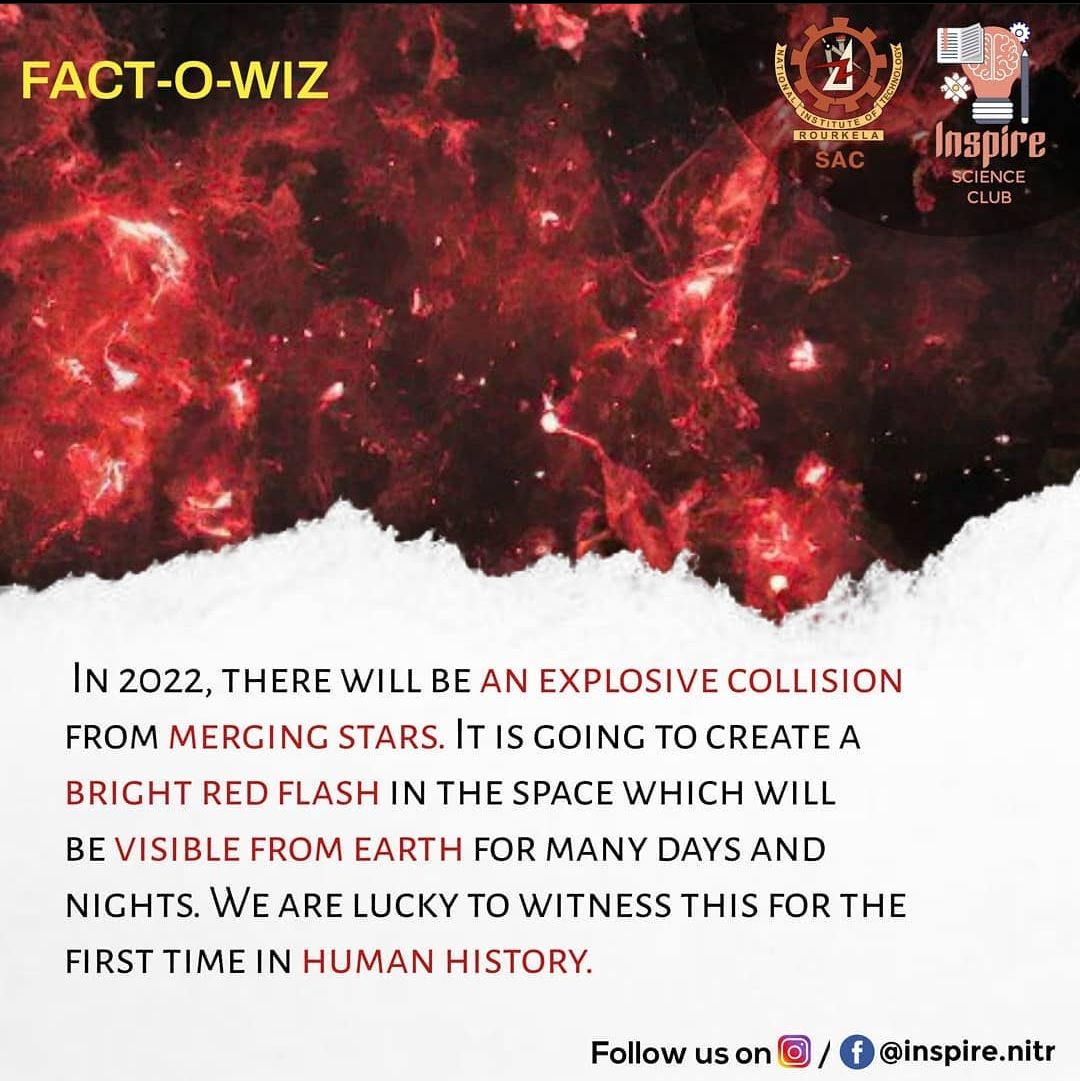 FACT-O-WIZ
NATIONAL INSTITUTE OF TECHNOLOGY
ROURKELA
SAC
Inspire
SCIENCE
CLUB
IN 2022, THERE WILL BE AN EXPLOSIVE COLLISION
FROM MERGING STARS. IT IS GOING TO CREATE A
BRIGHT RED FLASH IN THE SPACE WHICH WILL
BE VISIBLE FROM EARTH FOR MANY DAYS AND
NIGHTS. WE ARE LUCKY TO WITNESS THIS FOR THE
FIRST TIME IN HUMAN HISTORY.
Follow us on / @inspire.nitr